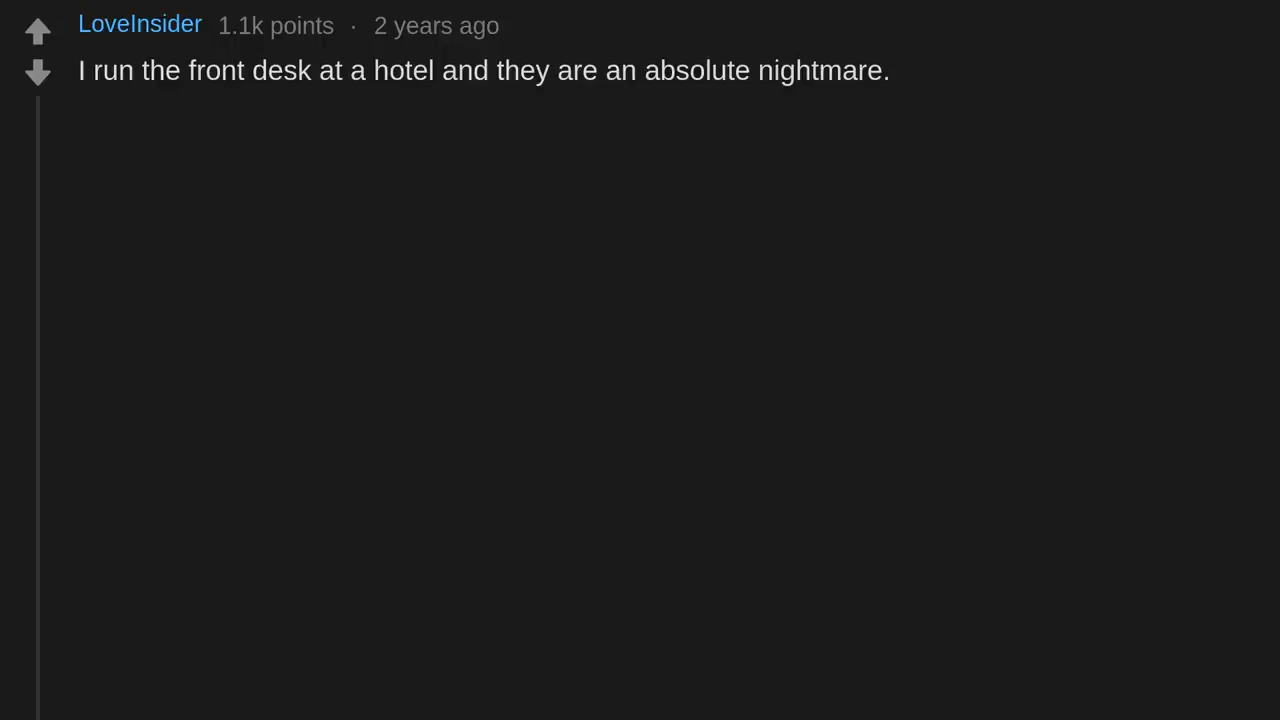 LoveInsider 1.1k points · 2 years ago
I run the front desk at a hotel and they are an absolute nightmare.